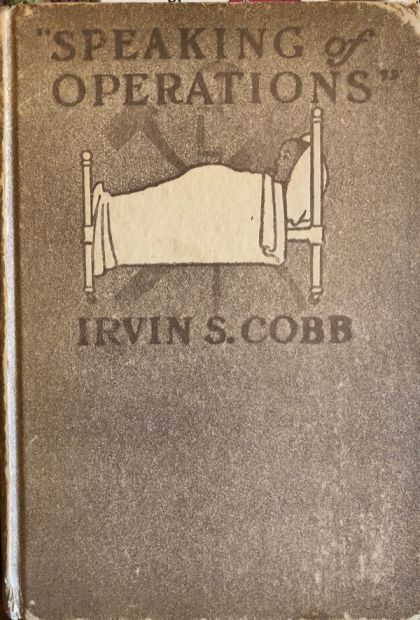 "SPEAKING of
OPERATIONS"
IRVIN S. COBB